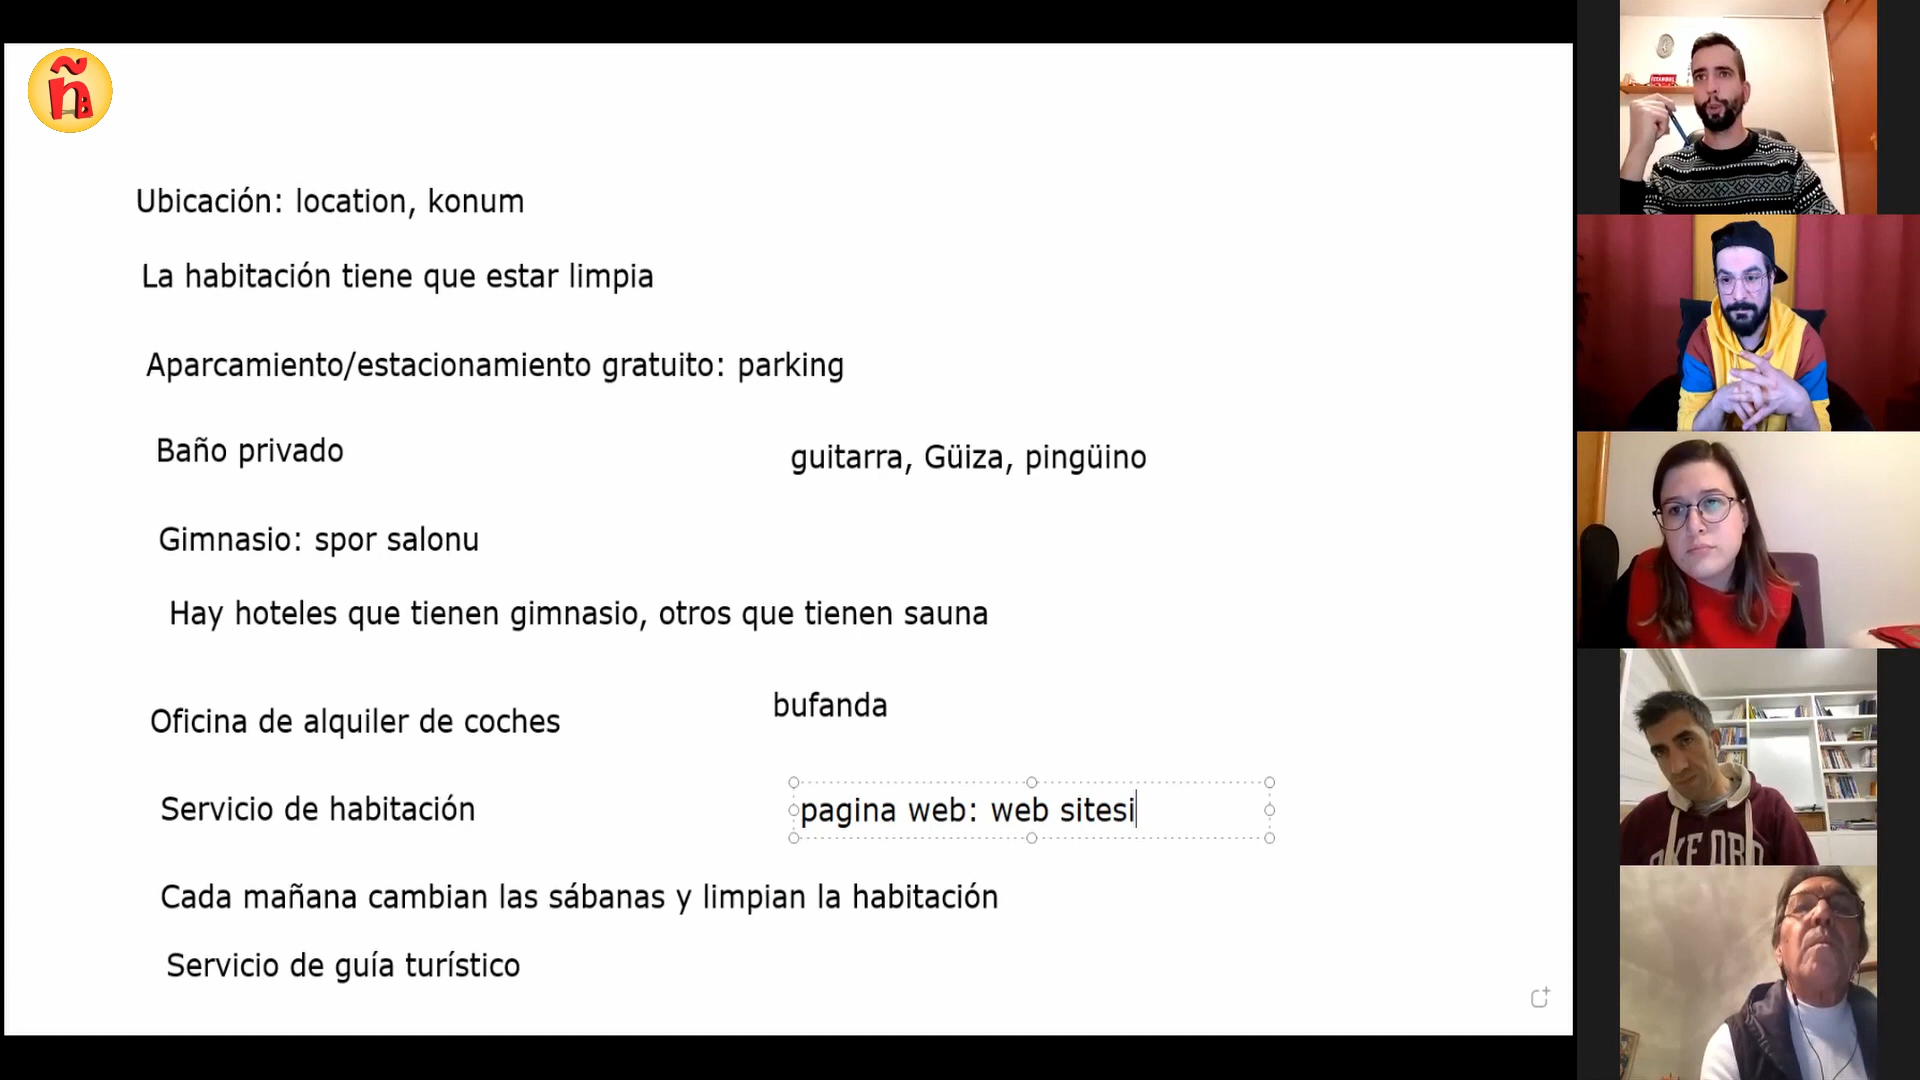 ñ
Ubicación: location, konum
La habitación tiene que estar limpia
Aparcamiento/estacionamiento gratuito: parking
Baño privado
guitarra, Güiza, pingüino
Gimnasio: spor salonu
Hay hoteles que tienen gimnasio, otros que tienen sauna
bufanda
Oficina de alquiler de coches
Servicio de habitación
pagina web: web sitesi
Cada mañana cambian las sábanas y limpian la habitación
Servicio de guía turístico
ISTANBUL